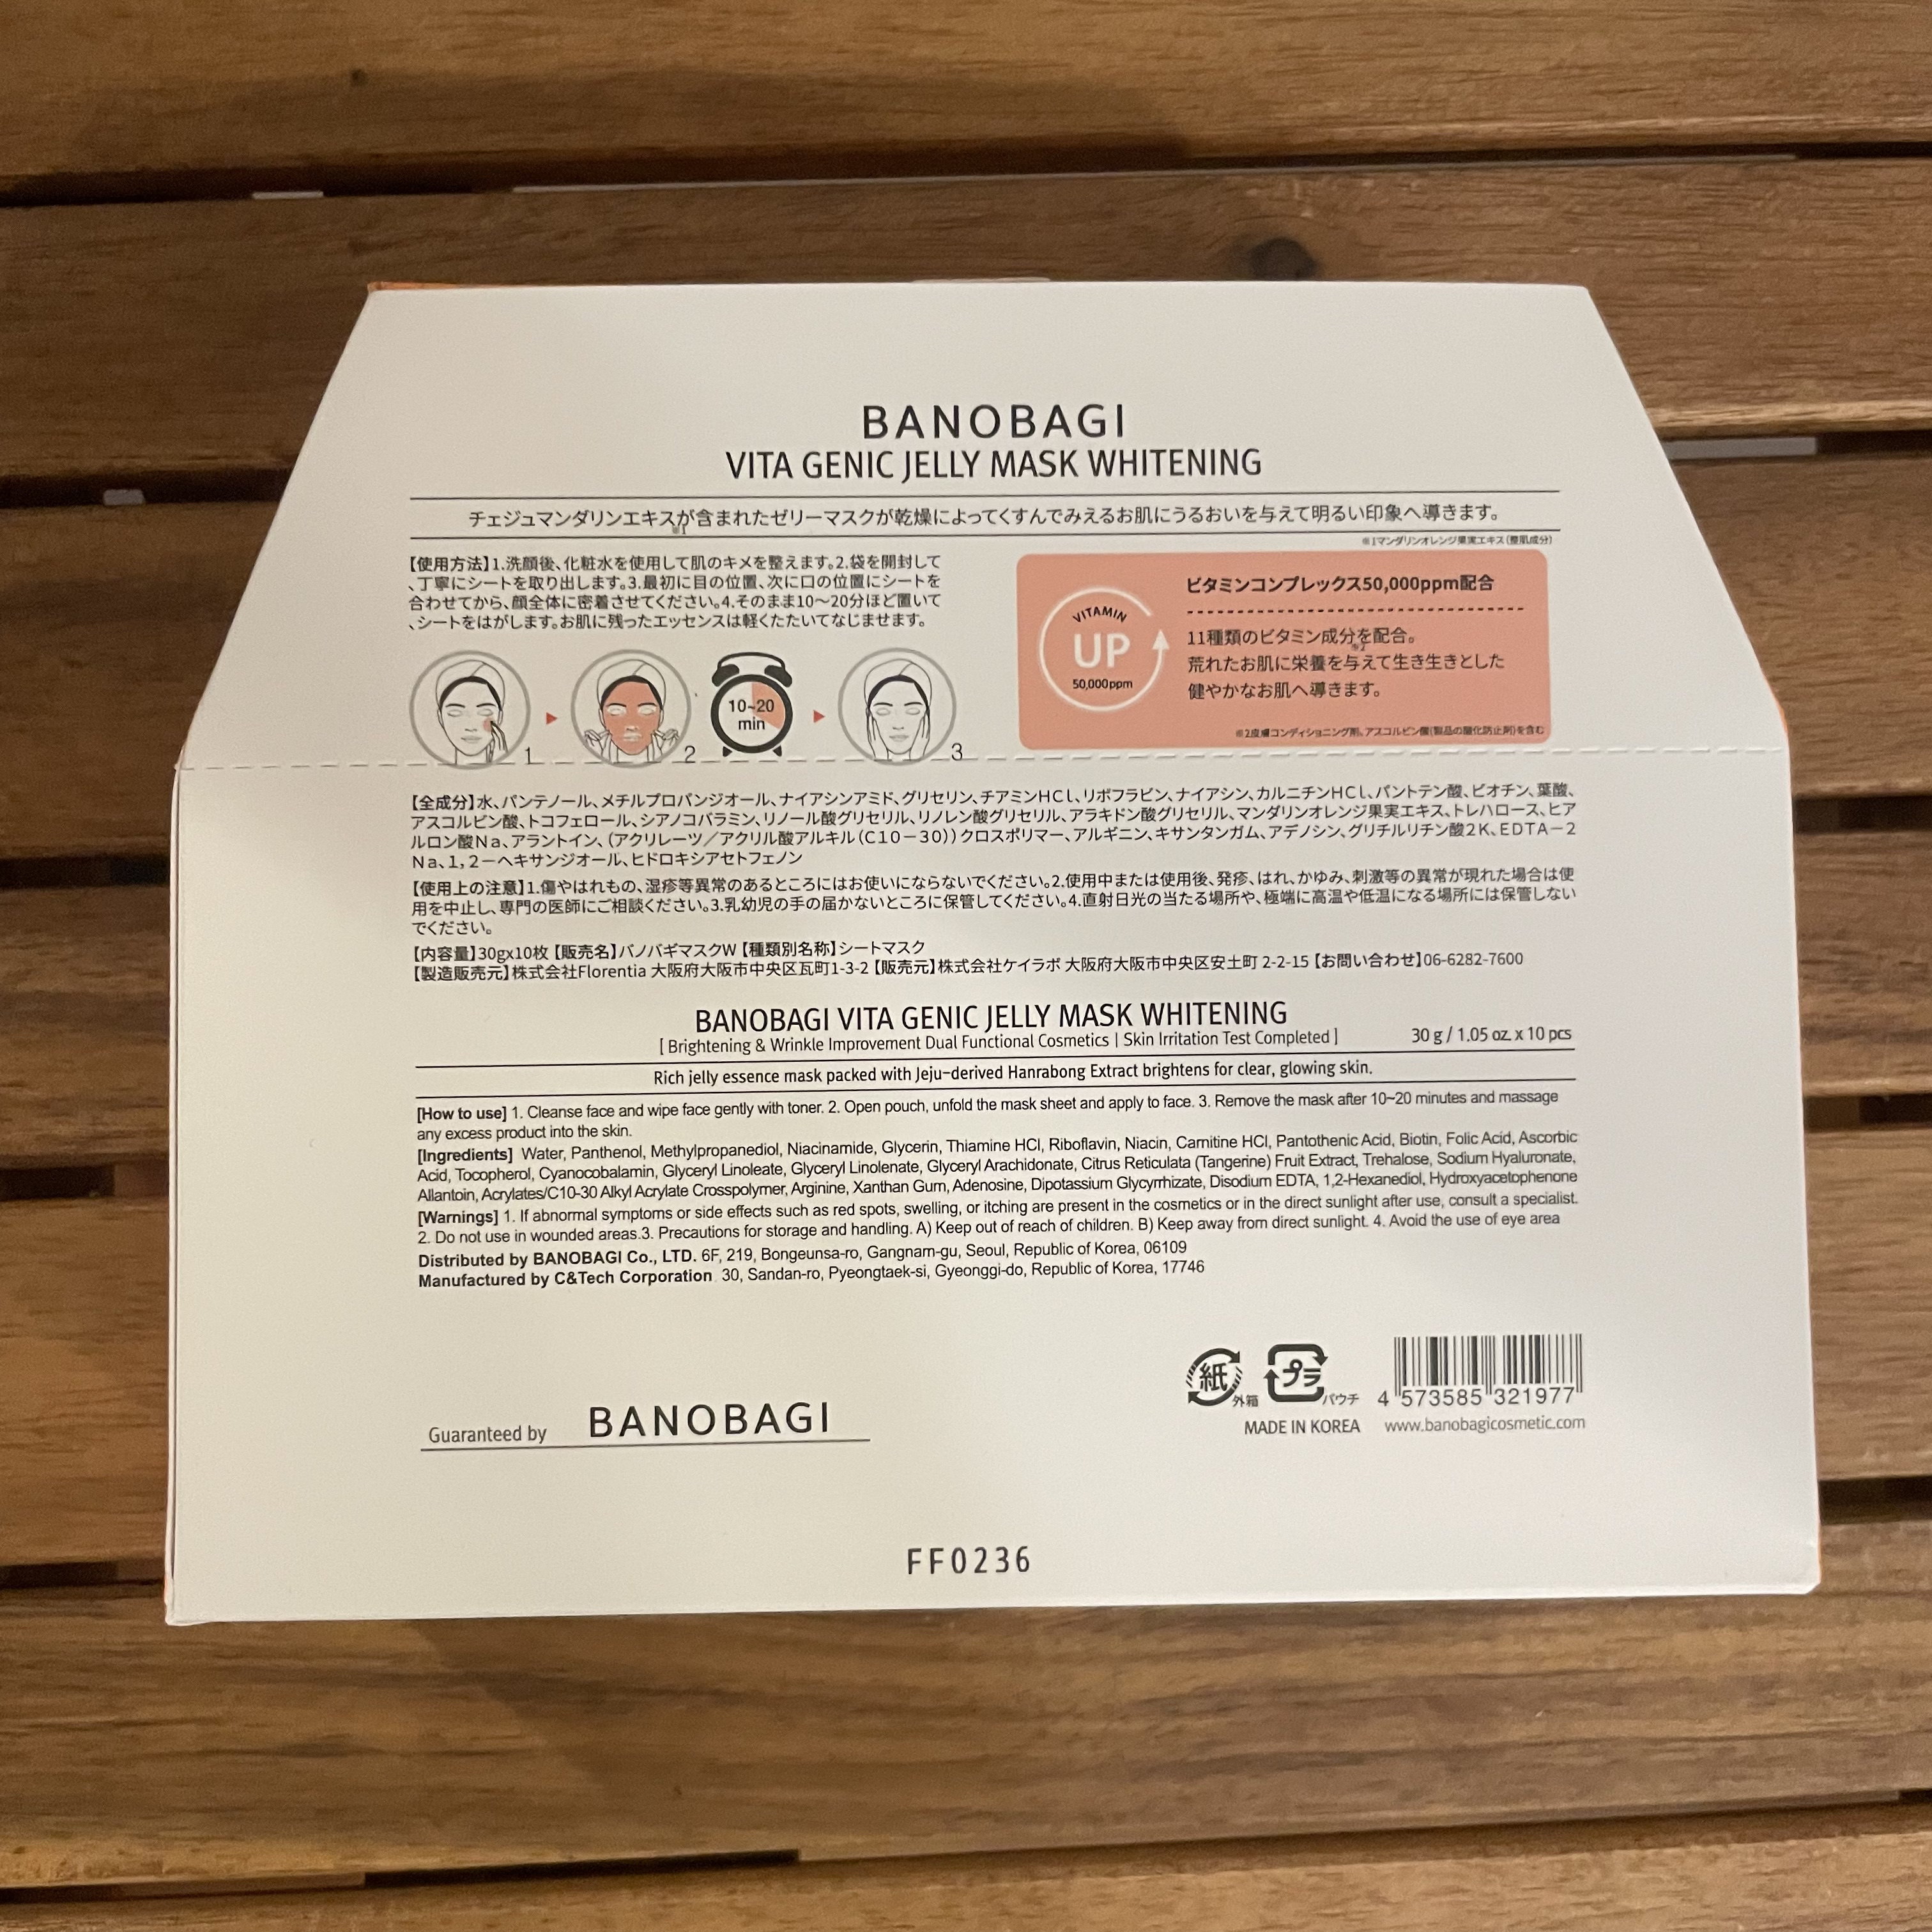 BANOBAGI
VITA GENIC JELLY MASK WHITENING
チェジュマンダリンエキスが含まれたゼリーマスクが乾燥によってくすんでみえるお肌にうるおいを与えて明るい印象へ導きます。
※1
※1マンダリンオレンジ果実エキス(整肌成分)
【使用方法】1.洗顔後、化粧水を使用して肌のキメを整えます。2.袋を開封して
、丁寧にシートを取り出します。3.最初に目の位置、次に口の位置にシートを
合わせてから、顔全体に密着させてください。4.そのまま10〜20分ほど置いて
、シートをはがします。お肌に残ったエッセンスは軽くたたいてなじませます。
1
2
10~20
min
3
VITAMIN
UP
50,000ppm
ビタミンコンプレックス50,000ppm配合
11種類のビタミン成分を配合。
※2
荒れたお肌に栄養を与えて生き生きとした
健やかなお肌へ導きます。
※2皮膚コンディショニング剤、アスコルビン酸(製品の酸化防止剤)を含む
【全成分】水、パンテノール、メチルプロパンジオール、ナイアシンアミド、グリセリン、チアミンHCl、リボフラビン、ナイアシン、カルニチンHCl、パントテン酸、ビオチン、葉酸、
アスコルビン酸、トコフェロール、シアノコバラミン、リノール酸グリセリル、リノレン酸グリセリル、アラキドン酸グリセリル、マンダリンオレンジ果実エキス、トレハロース、ヒア
ルロン酸Na、アラントイン、(アクリレーツ／アクリル酸アルキル(C10－30))クロスポリマー、アルギニン、キサンタンガム、アデノシン、グリチルリチン酸2K、EDTA－2
Na、1,2－ヘキサンジオール、ヒドロキシアセトフェノン
【使用上の注意】1.傷やはれもの、湿疹等異常のあるところにはお使いにならないでください。2.使用中または使用後、発疹、はれ、かゆみ、刺激等の異常が現れた場合は使
用を中止し、専門の医師にご相談ください。3.乳幼児の手の届かないところに保管してください。4.直射日光の当たる場所や、極端に高温や低温になる場所には保管しない
でください。
【内容量】30gx10枚【販売名】バノバギマスクW【種類別名称】シートマスク
【製造販売元】株式会社Florentia 大阪府大阪市中央区瓦町1-3-2【販売元】株式会社ケイラボ 大阪府大阪市中央区安土町 2-2-15【お問い合わせ】06-6282-7600
BANOBAGI VITA GENIC JELLY MASK WHITENING
[ Brightening & Wrinkle Improvement Dual Functional Cosmetics | Skin Irritation Test Completed ]
30 g / 1.05 oz. x 10 pcs
Rich jelly essence mask packed with Jeju-derived Hanrabong Extract brightens for clear, glowing skin.
[How to use] 1. Cleanse face and wipe face gently with toner. 2. Open pouch, unfold the mask sheet and apply to face. 3. Remove the mask after 10~20 minutes and massage
any excess product into the skin.
[Ingredients] Water, Panthenol, Methylpropanediol, Niacinamide, Glycerin, Thiamine HCl, Riboflavin, Niacin, Carnitine HCl, Pantothenic Acid, Biotin, Folic Acid, Ascorbic
Acid, Tocopherol, Cyanocobalamin, Glyceryl Linoleate, Glyceryl Linolenate, Glyceryl Arachidonate, Citrus Reticulata (Tangerine) Fruit Extract, Trehalose, Sodium Hyaluronate,
Allantoin, Acrylates/C10-30 Alkyl Acrylate Crosspolymer, Arginine, Xanthan Gum, Adenosine, Dipotassium Glycyrrhizate, Disodium EDTA, 1,2-Hexanediol, Hydroxyacetophenone
[Warnings] 1. If abnormal symptoms or side effects such as red spots, swelling, or itching are present in the cosmetics or in the direct sunlight after use, consult a specialist.
2. Do not use in wounded areas.3. Precautions for storage and handling. A) Keep out of reach of children. B) Keep away from direct sunlight. 4. Avoid the use of eye area
Distributed by BANOBAGI Co., LTD. 6F, 219, Bongeunsa-ro, Gangnam-gu, Seoul, Republic of Korea, 06109
Manufactured by C&Tech Corporation 30, Sandan-ro, Pyeongtaek-si, Gyeonggi-do, Republic of Korea, 17746
紙
外箱
プラ
パウチ
4 573585 321977
MADE IN KOREA
www.banobagicosmetic.com
Guaranteed by BANOBAGI
FF0236